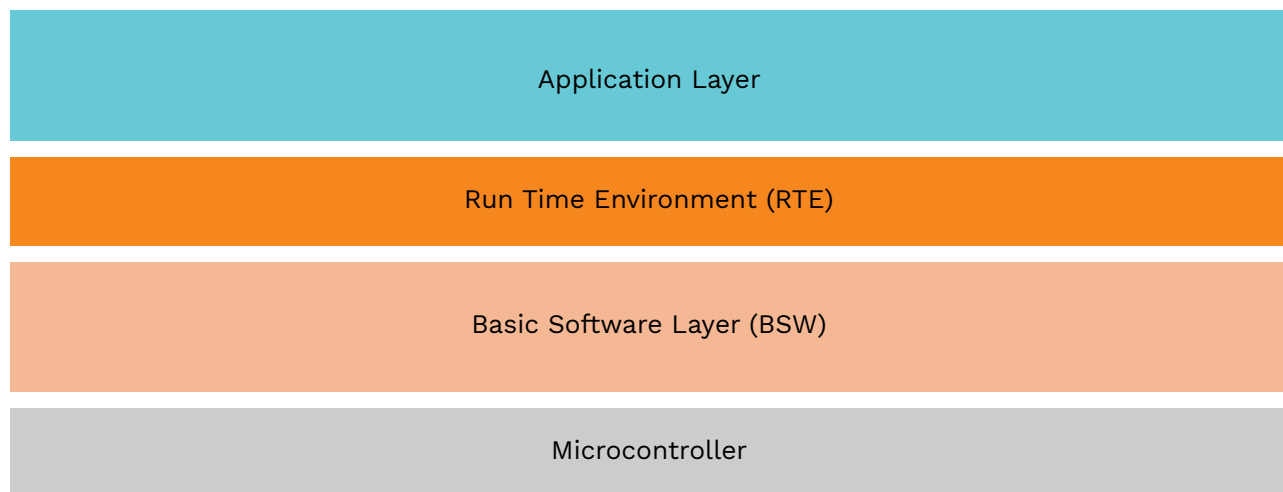 Application Layer
Run Time Environment (RTE)
Basic Software Layer (BSW)
Microcontroller